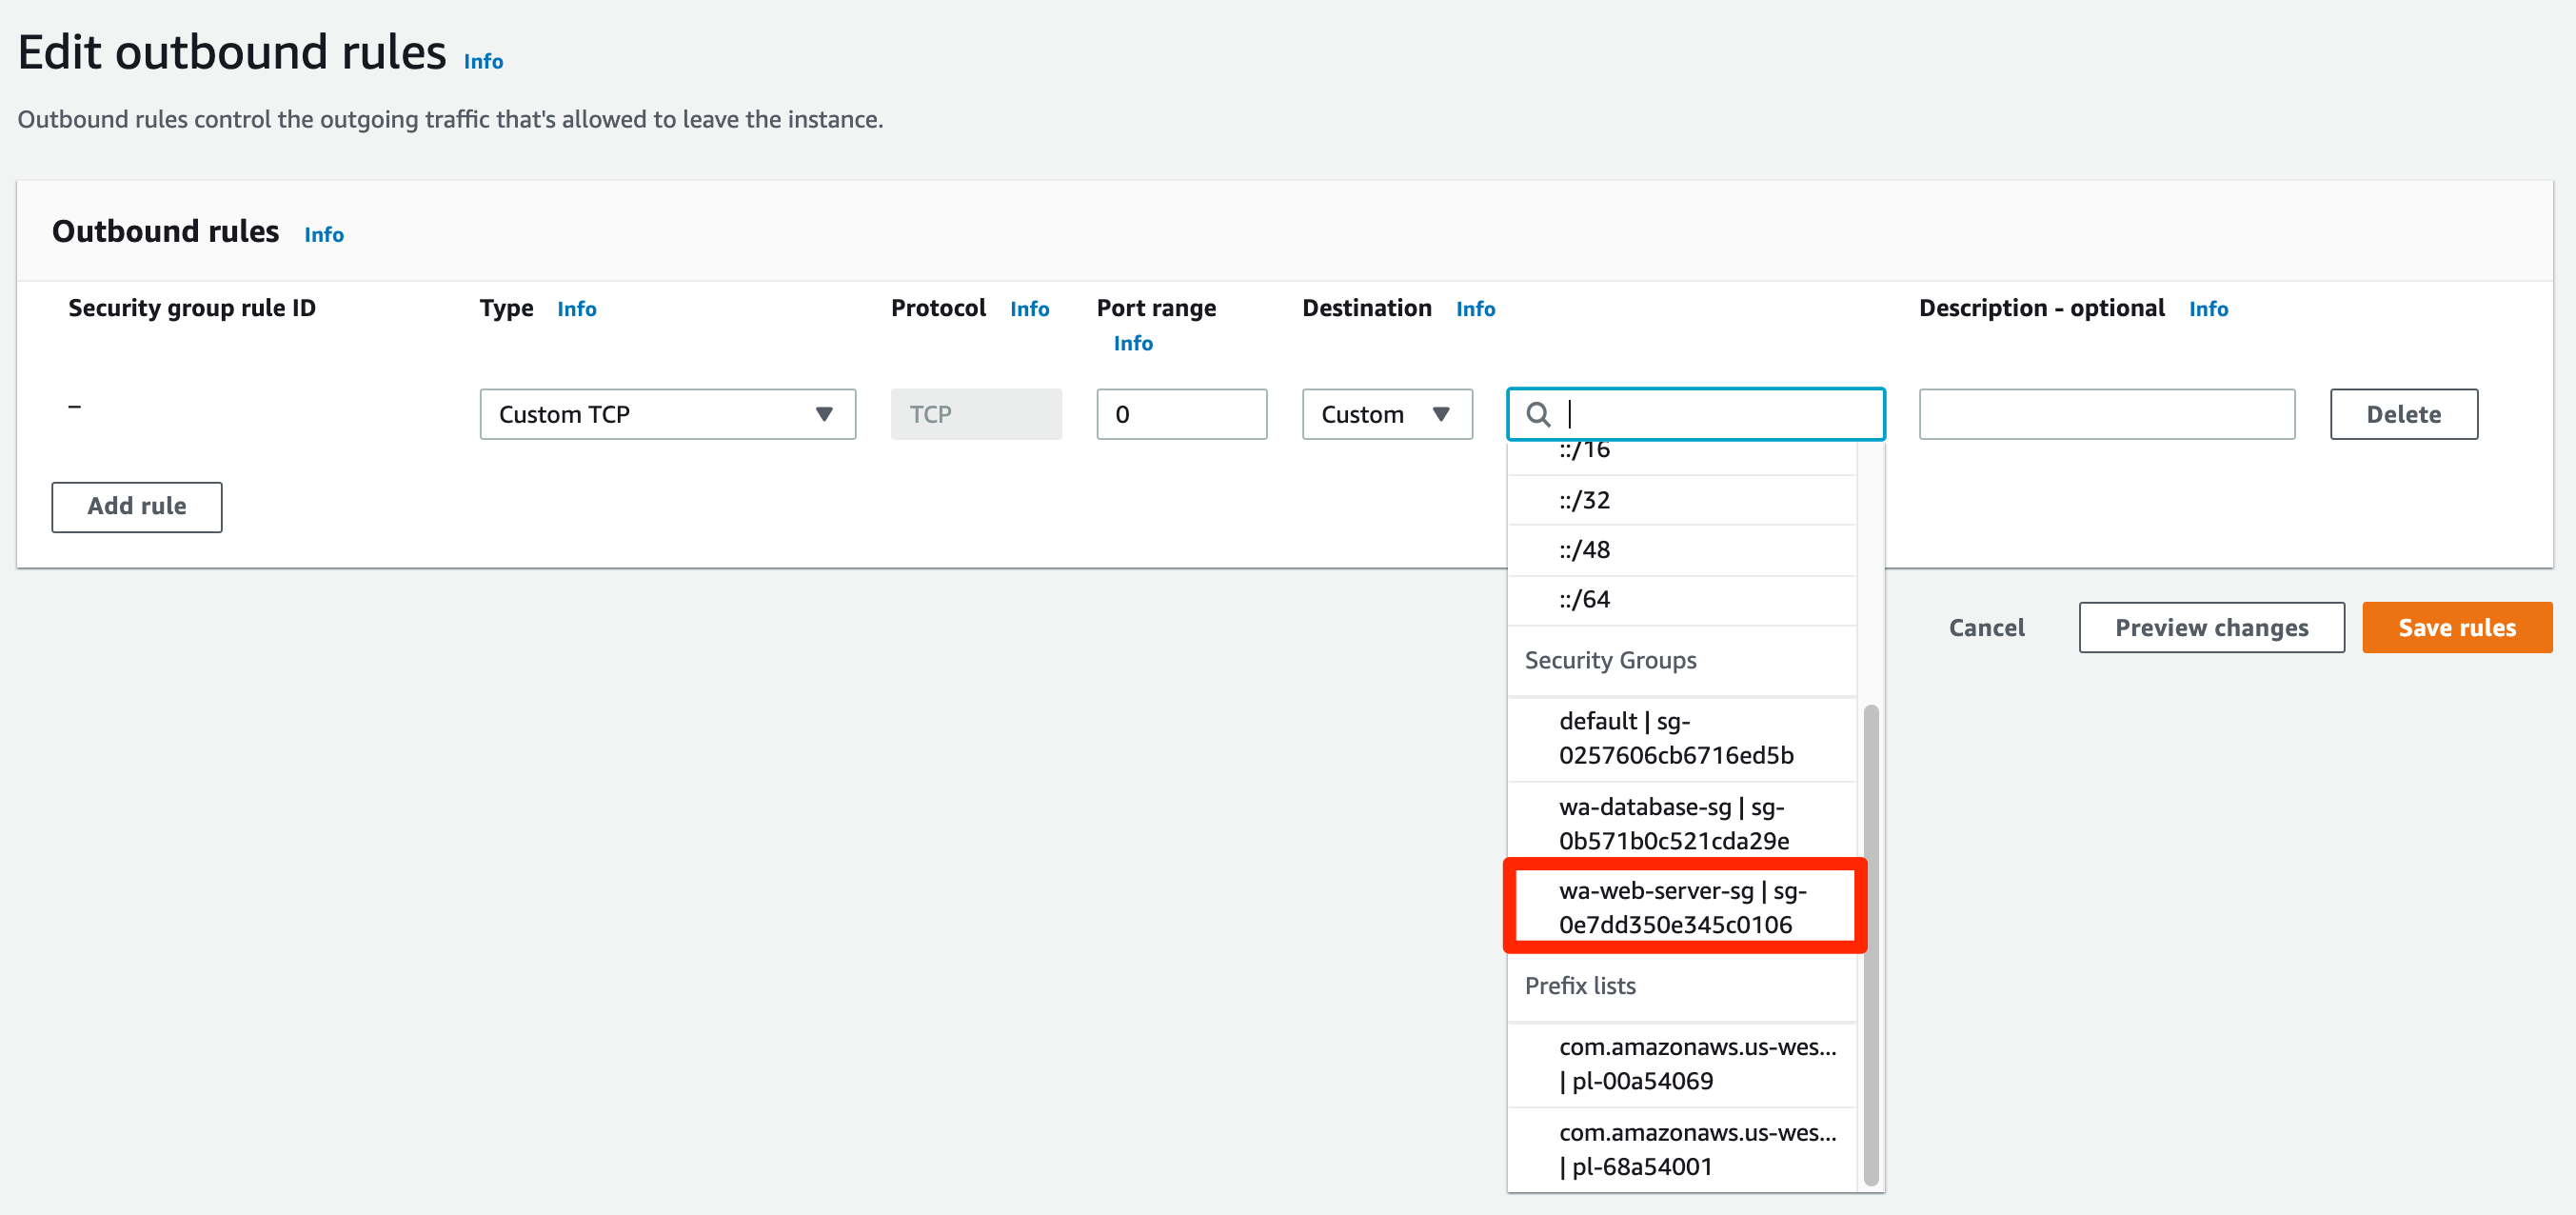 Edit outbound rules Info
Outbound rules control the outgoing traffic that's allowed to leave the instance.
Outbound rules Info
Security group rule ID Type Info Protocol Info Port range Info Destination Info Description - optional Info
– Custom TCP TCP 0 Custom Delete
::/16
Add rule
::/32
::/48
::/64
Cancel Preview changes Save rules
Security Groups
default | sg-
0257606cb6716ed5b
wa-database-sg | sg-
0b571b0c521cda29e
wa-web-server-sg | sg-
0e7dd350e345c0106
Prefix lists
com.amazonaws.us-wes...
| pl-00a54069
com.amazonaws.us-wes...
| pl-68a54001